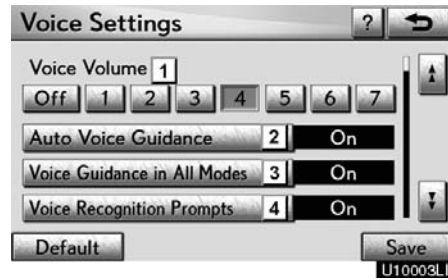 Voice Settings ?
Voice Volume 1
Off 1 2 3 4 5 6 7
Auto Voice Guidance 2 On
Voice Guidance in All Modes 3 On
Voice Recognition Prompts 4 On
Default Save
U10003L